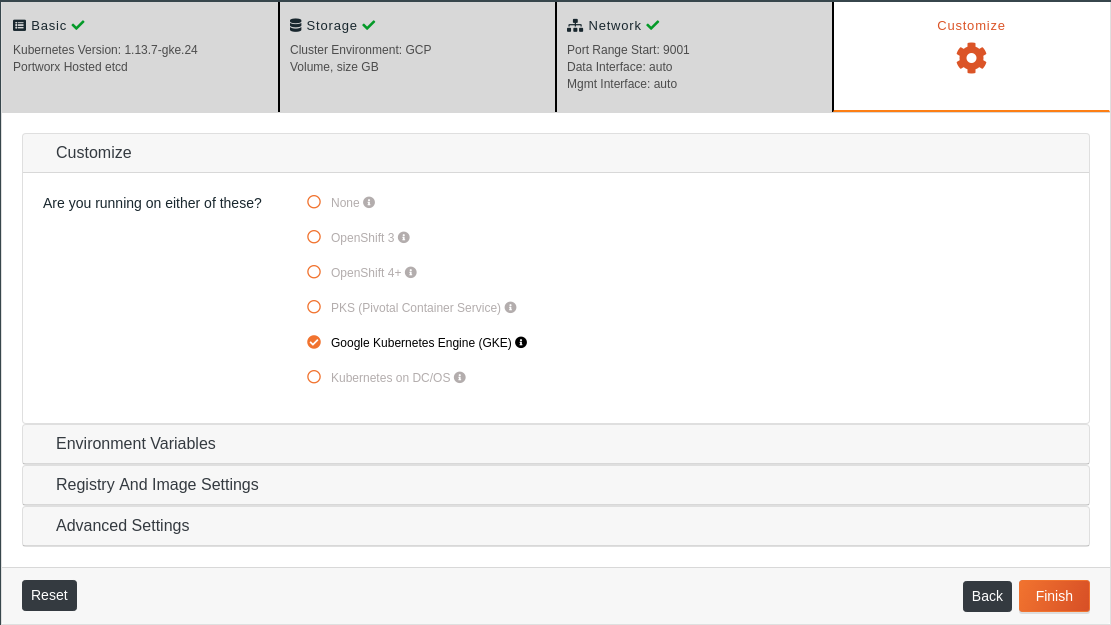 Basic
Kubernetes Version: 1.13.7-gke.24
Portworx Hosted etcd
Storage
Cluster Environment: GCP
Volume, size GB
Network
Port Range Start: 9001
Data Interface: auto
Mgmt Interface: auto
Customize
Customize
Are you running on either of these?
None
OpenShift 3
OpenShift 4+
PKS (Pivotal Container Service)
Google Kubernetes Engine (GKE)
Kubernetes on DC/OS
Environment Variables
Registry And Image Settings
Advanced Settings
Reset
Back
Finish